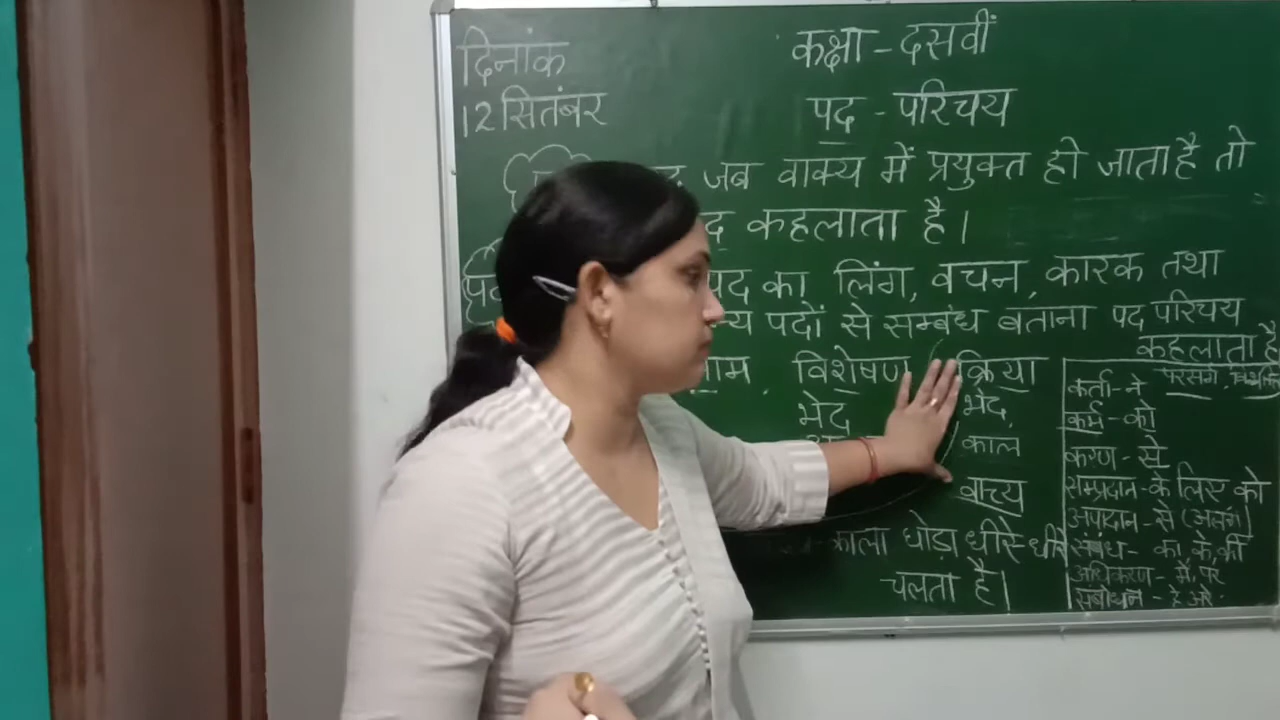 दिनांक
12 सितंबर
कक्षा - दसवीं
पद - परिचय
जब वाक्य में प्रयुक्त हो जाता है तो
कहलाता है।
पद का लिंग, वचन, कारक तथा
पदों से सम्बंध बताना पद परिचय
कहलाता है
विशेषण क्रिया
भेद भेद,
काल
वाच्य
काला घोडा धीरे-धीरे
चलता है।
परसर्ग,
कर्ता - ने
कर्म - को
करण - से
सम्प्रदान - के लिए को
अपादान - से (अलग)
संबंध - का, के, की
अधिकरण - में, पर
संबोधन - हे अरे